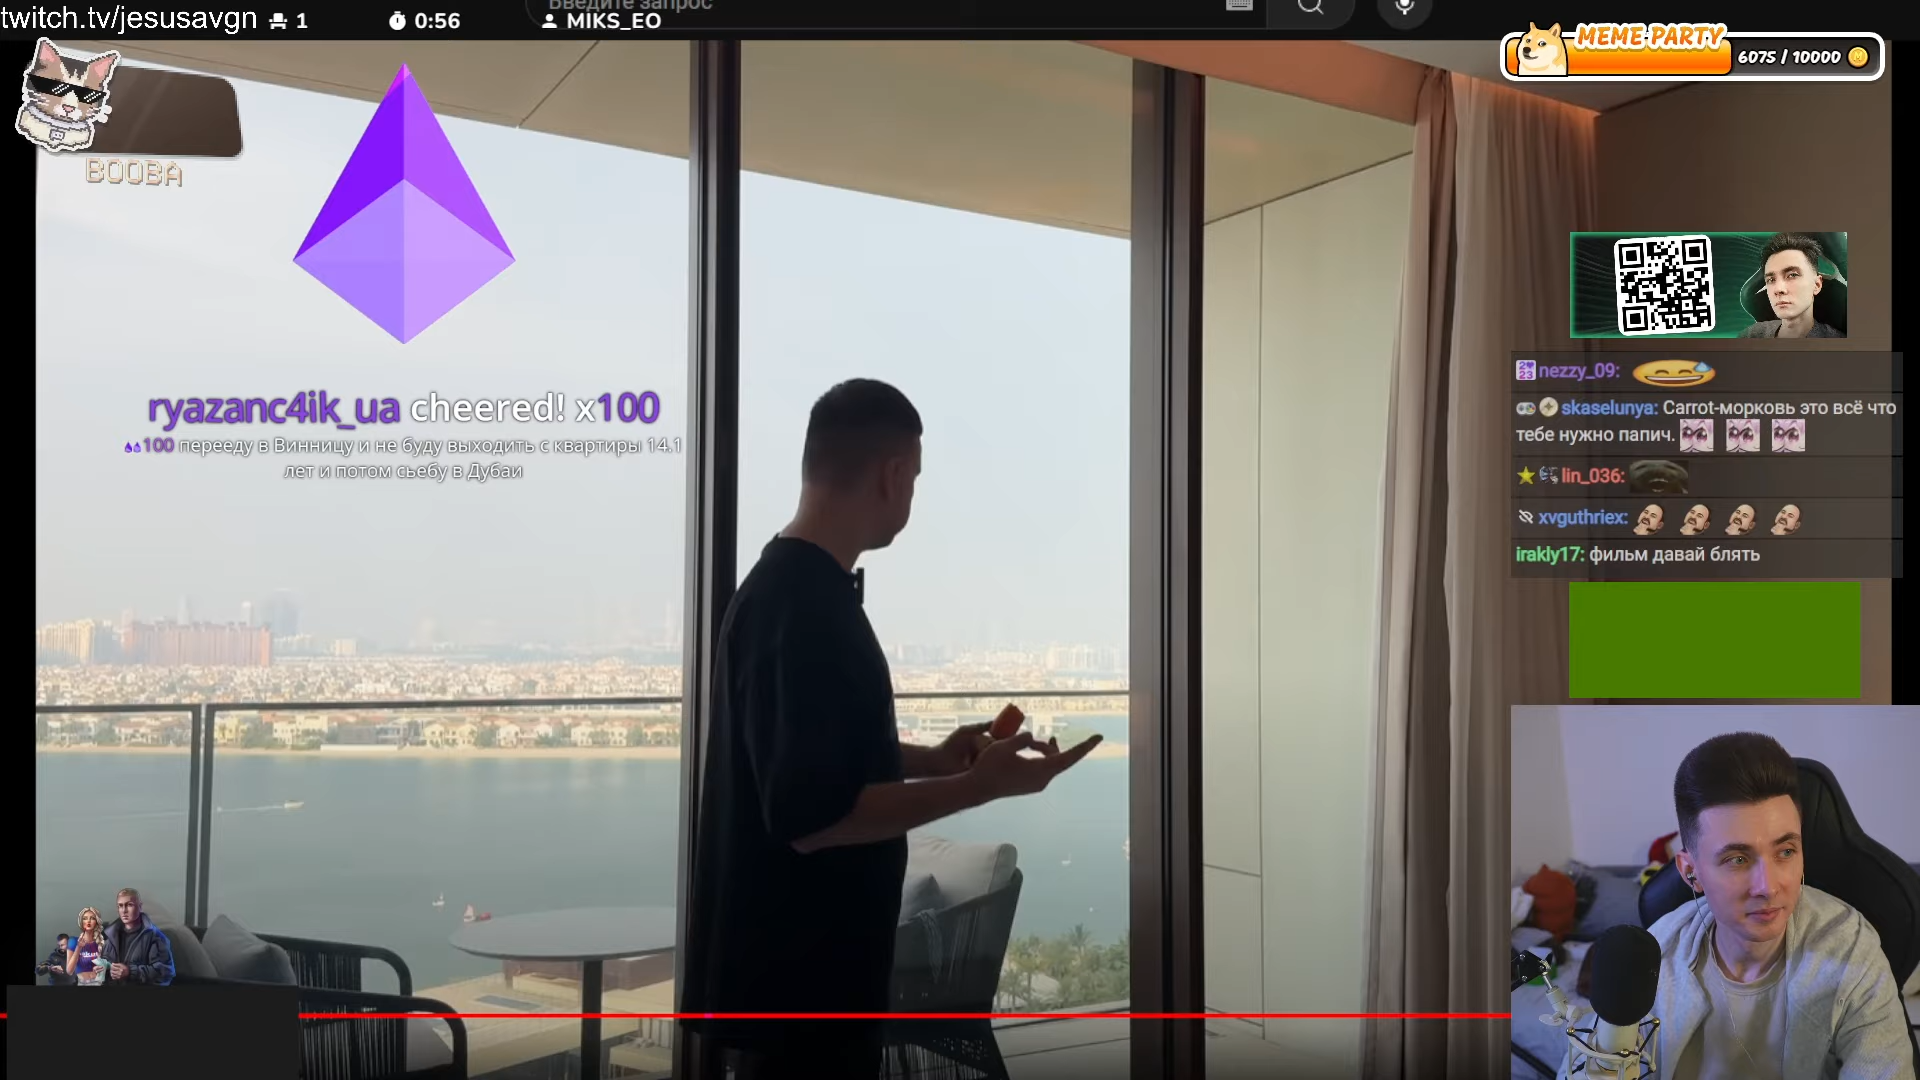 twitch.tv/jesusavgn 1 0:56 MIKS_EO
Введите запрос
MEME PARTY
6075 / 10000
BOOBA
ryazanc4ik_ua cheered! x100
100 перееду в Винницу и не буду выходить с квартиры 14.1
лет и потом сьебу в Дубаи
nezzy_09:
skaselunya: Carrot-морковь это всё что
тебе нужно папич.
lin_036:
xvguthriex:
irakly17: фильм давай блять